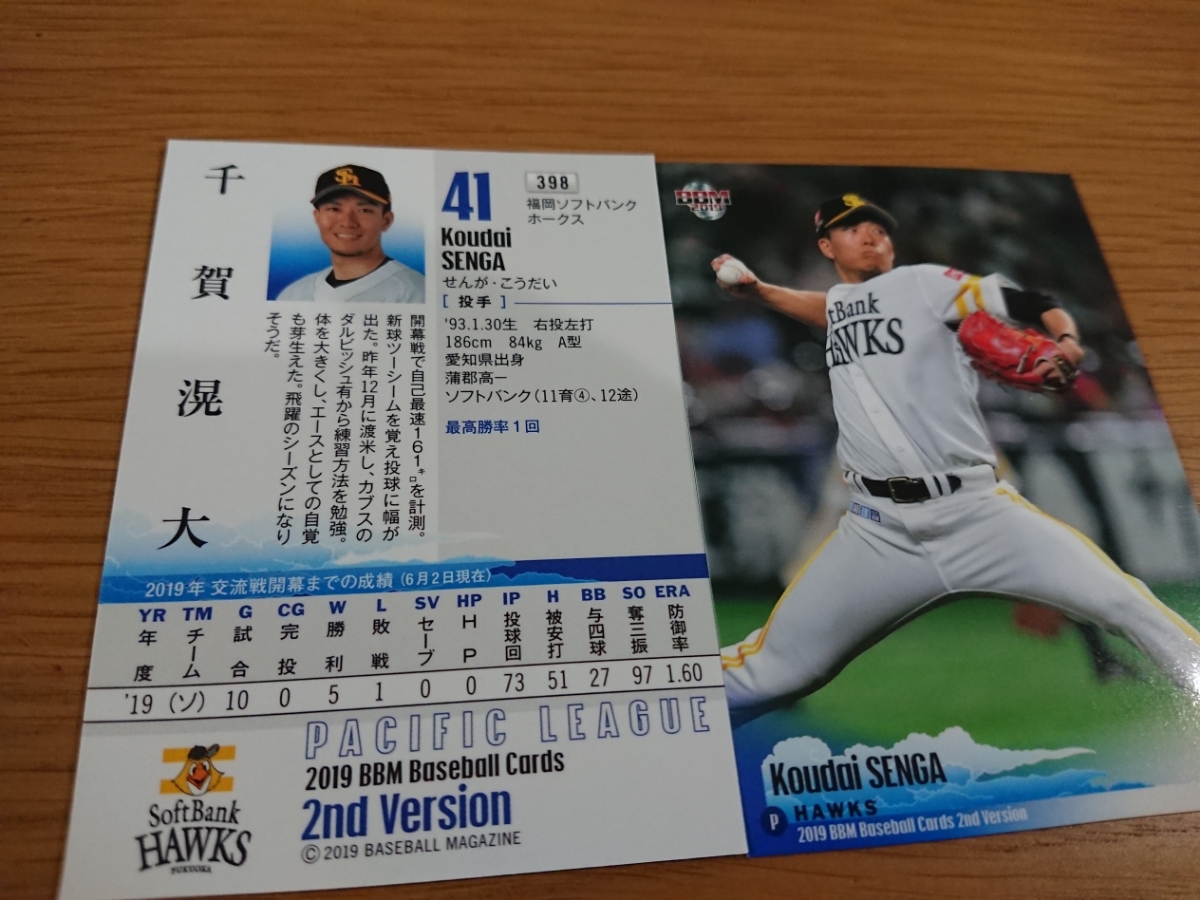 千賀滉大
41
398
福岡ソフトバンク
ホークス
Koudai
SENGA
せんが・こうだい
[ 投手 ]
'93.1.30生 右投左打
186cm 84kg A型
愛知県出身
蒲郡高－
ソフトバンク(11育④、12途)
最高勝率1回
開幕戦で自己最速161㌔を計測。
新球ツーシームを覚え投球に幅が
出た。昨年12月に渡米し、カブスの
ダルビッシュ有から練習方法を勉強。
体を大きくし、エースとしての自覚
も芽生えた。飛躍のシーズンになり
そうだ。
2019年 交流戦開幕までの成績 (6月2日現在)
YR TM G CG W L SV HP IP H BB SO ERA
年度 チーム 試合 完投 勝利 敗戦 セーブ HP 投球回 被安打 与四球 奪三振 防御率
'19 (ソ) 10 0 5 1 0 0 73 51 27 97 1.60
PACIFIC LEAGUE
2019 BBM Baseball Cards
2nd Version
©2019 BASEBALL MAGAZINE
SoftBank
HAWKS
FUKUOKA
BBM
2019
SoftBank
HAWKS
Koudai SENGA
P HAWKS
2019 BBM Baseball Cards 2nd Version